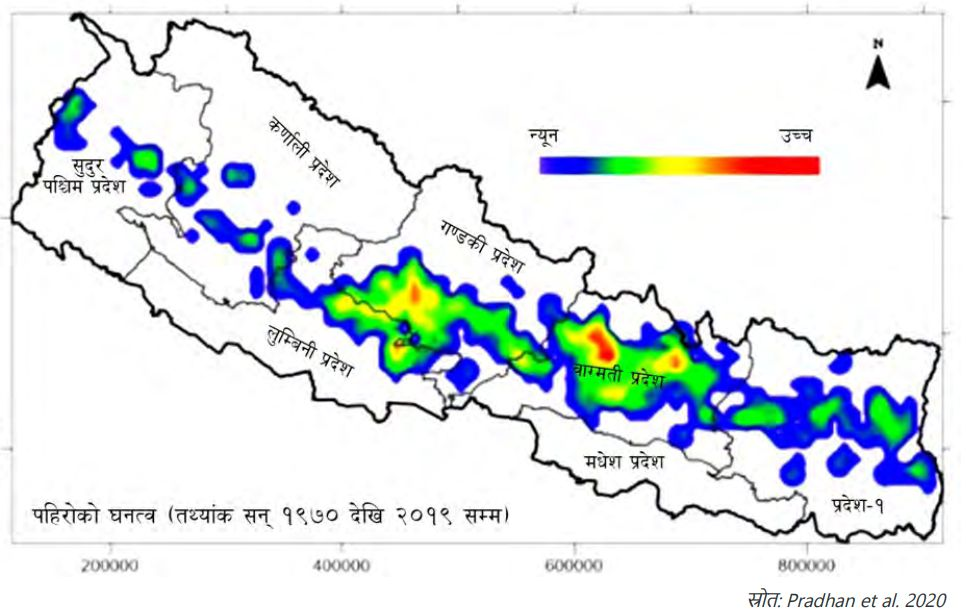 N
न्यून
उच्च
कर्णाली प्रदेश
सुदुर
पश्चिम प्रदेश
गण्डकी प्रदेश
लुम्बिनी प्रदेश
बाग्मती प्रदेश
मधेश प्रदेश
प्रदेश-१
पहिरोको घनत्व (तथ्यांक सन् १९७० देखि २०१९ सम्म)
200000 400000 600000 800000
स्रोत: Pradhan et al. 2020